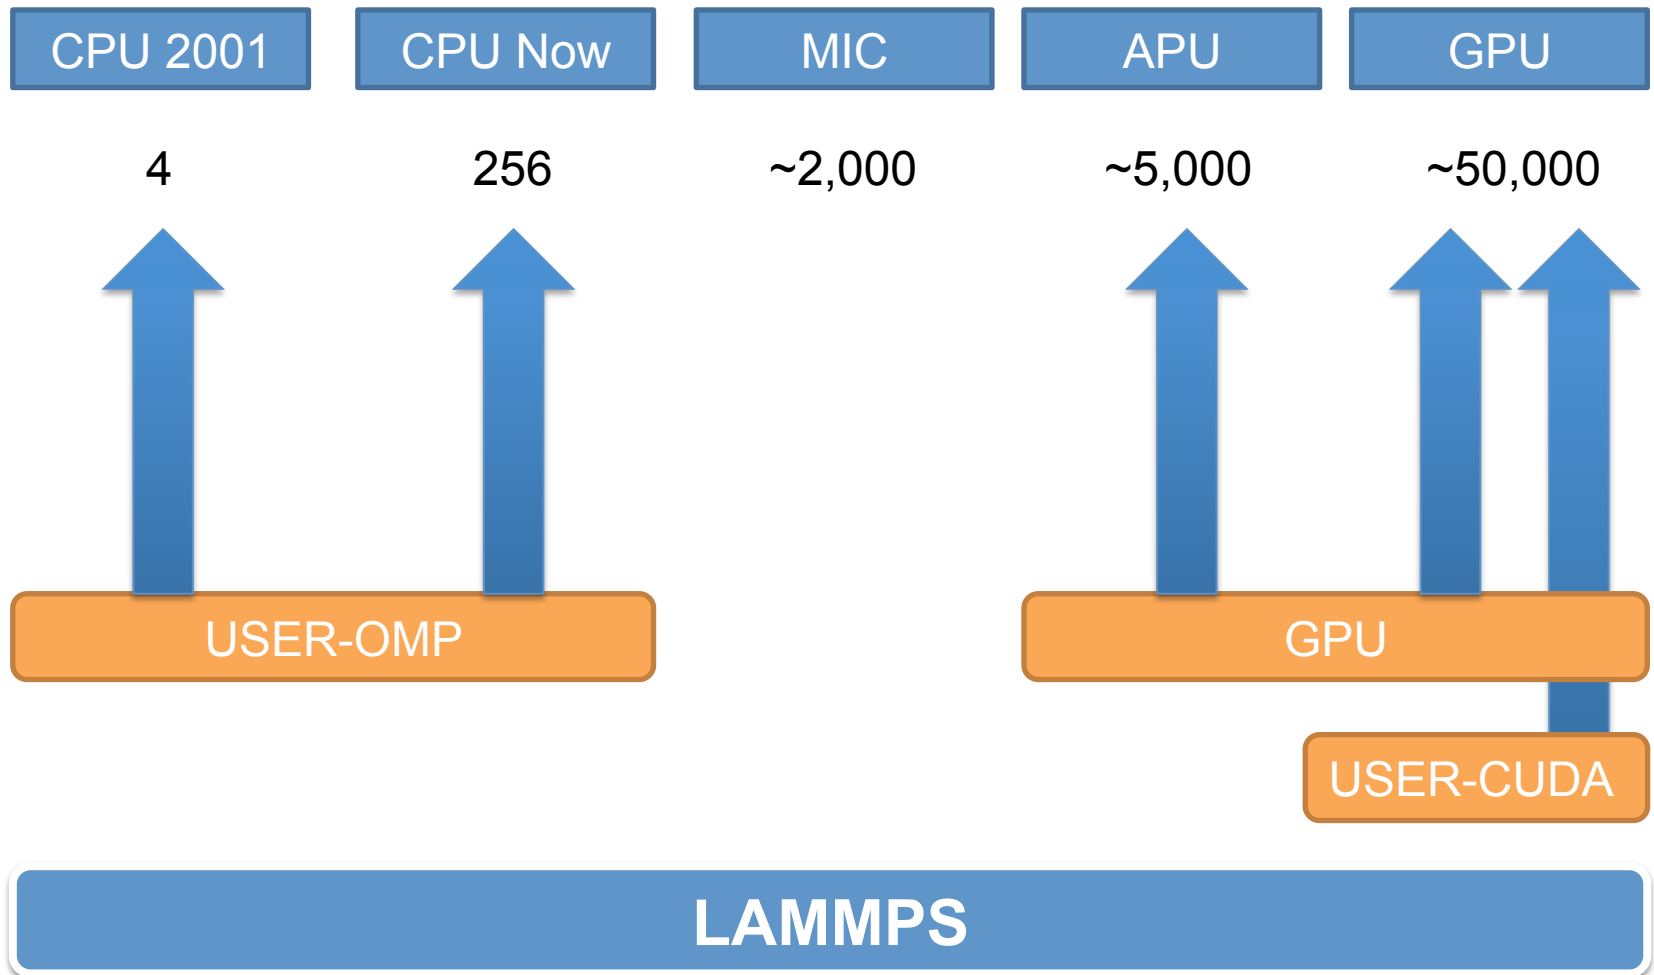 CPU 2001
CPU Now
MIC
APU
GPU
4
256
~2,000
~5,000
~50,000
USER-OMP
GPU
USER-CUDA
LAMMPS